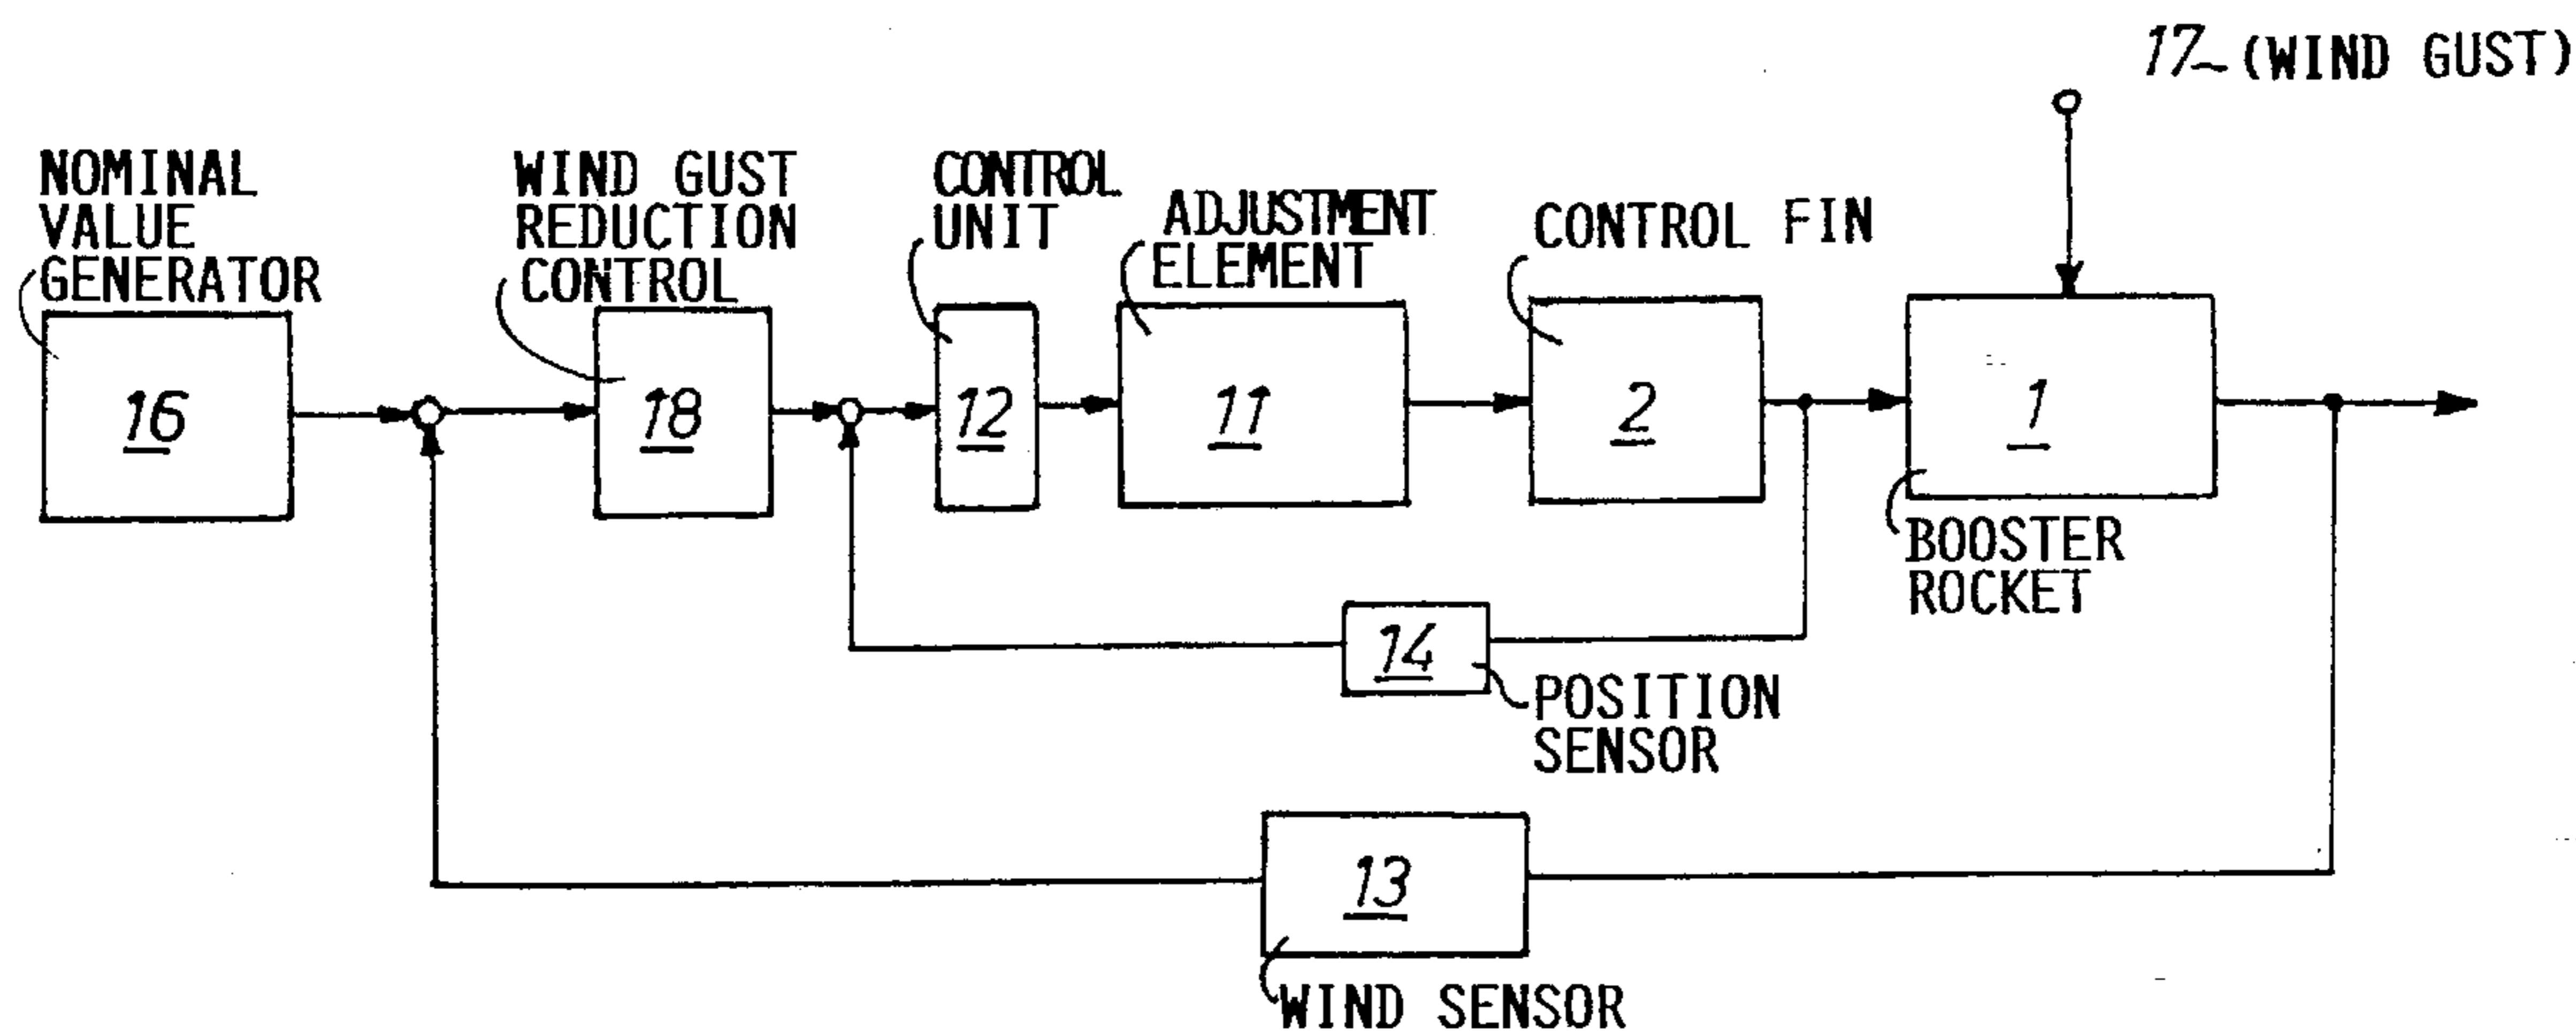 17 (WIND GUST)
NOMINAL
VALUE
GENERATOR
WIND GUST
REDUCTION
CONTROL
CONTROL
UNIT
ADJUSTMENT
ELEMENT
CONTROL FIN
16
18
12
11
2
1
BOOSTER
ROCKET
14
POSITION
SENSOR
13
WIND SENSOR